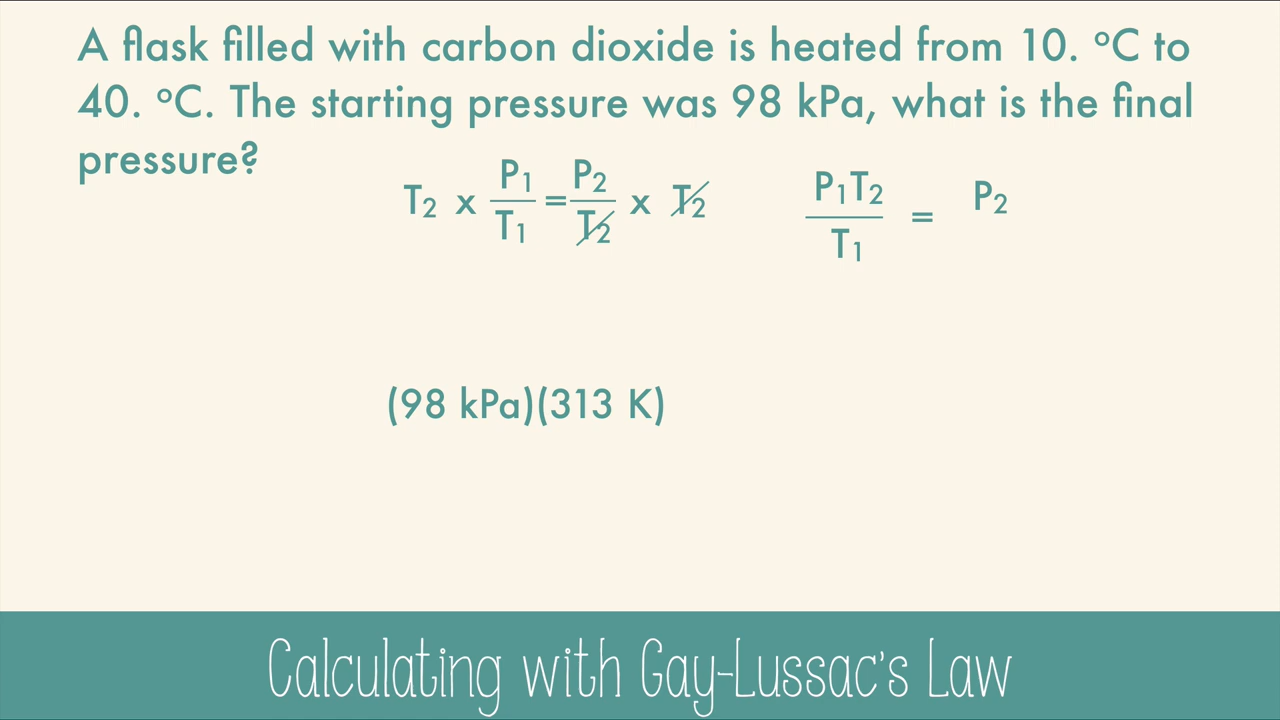 A flask filled with carbon dioxide is heated from 10. ºC to
40. ºC. The starting pressure was 98 kPa, what is the final
pressure?
T₂ x P₁/T₁ = P₂/T₂ x T₂
P₁T₂/T₁ = P₂
(98 kPa)(313 K)
Calculating with Gay-Lussac's Law